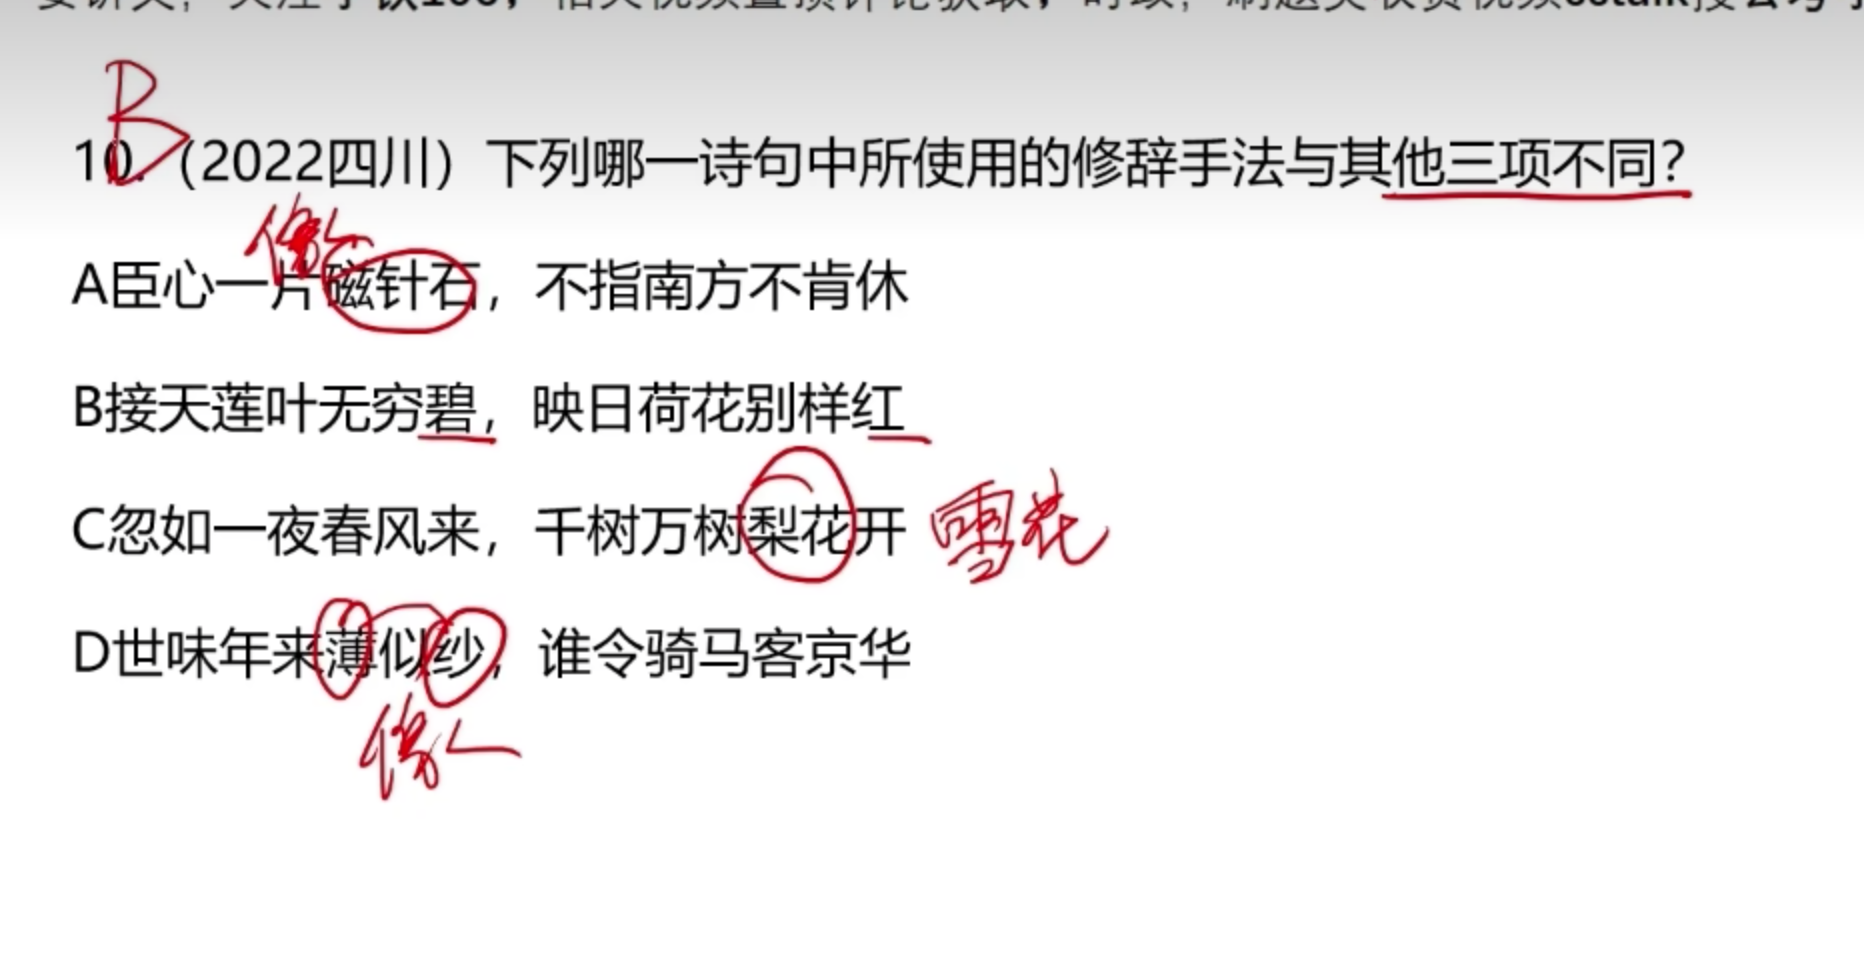 B
10.（2022四川）下列哪一诗句中所使用的修辞手法与其他三项不同？
A臣心一片磁针石，不指南方不肯休
B接天莲叶无穷碧，映日荷花别样红
C忽如一夜春风来，千树万树梨花开 雪花
D世味年来薄似纱，谁令骑马客京华